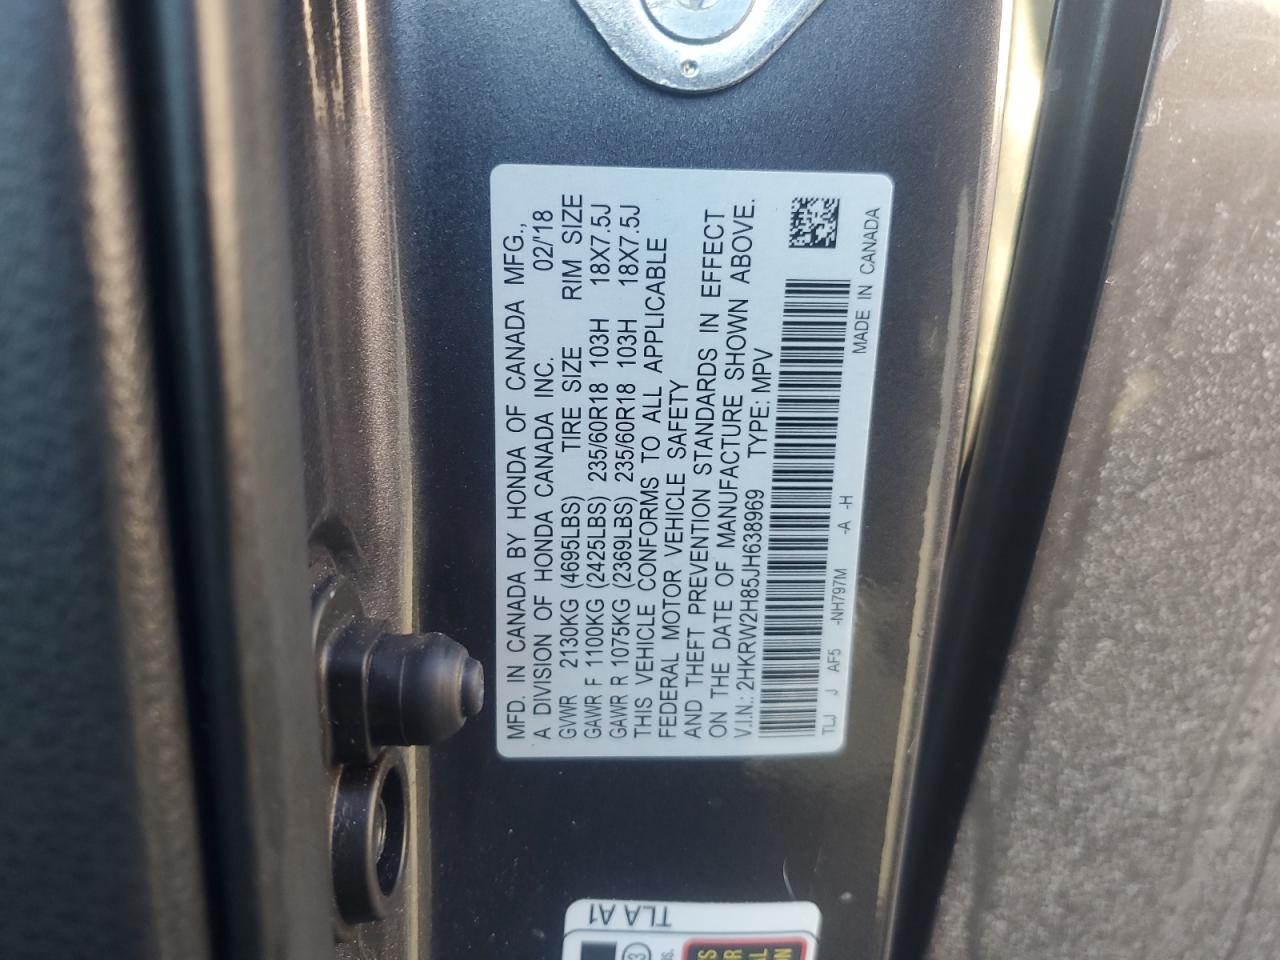 MFD. IN CANADA BY HONDA OF CANADA MFG.,
A DIVISION OF HONDA CANADA INC. 02/'18
GVWR 2130KG (4695LBS) TIRE SIZE RIM SIZE
GAWR F 1100KG (2425LBS) 235/60R18 103H 18X7.5J
GAWR R 1075KG (2369LBS) 235/60R18 103H 18X7.5J
THIS VEHICLE CONFORMS TO ALL APPLICABLE
FEDERAL MOTOR VEHICLE SAFETY
AND THEFT PREVENTION STANDARDS IN EFFECT
ON THE DATE OF MANUFACTURE SHOWN ABOVE.
V.I.N.: 2HKRW2H85JH638969 TYPE: MPV
TLJ J AF5 -NH797M -A -H
MADE IN CANADA
TLA A1